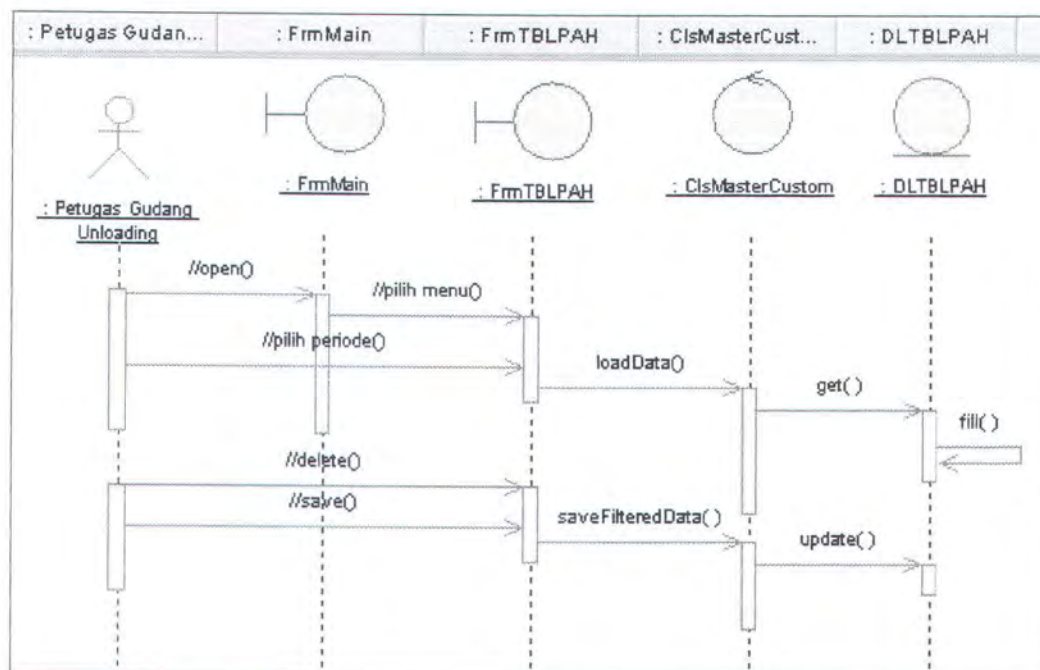 : Petugas Gudan...
: FrmMain
: FrmTBLPAH
: ClsMasterCust...
: DLTBLPAH
: Petugas Gudang
Unloading
: FrmMain
: FrmTBLPAH
: ClsMasterCustom
: DLTBLPAH
//open()
//pilih menu()
//pilih periode()
loadData()
get( )
fill( )
//delete()
//save()
saveFilteredData( )
update( )